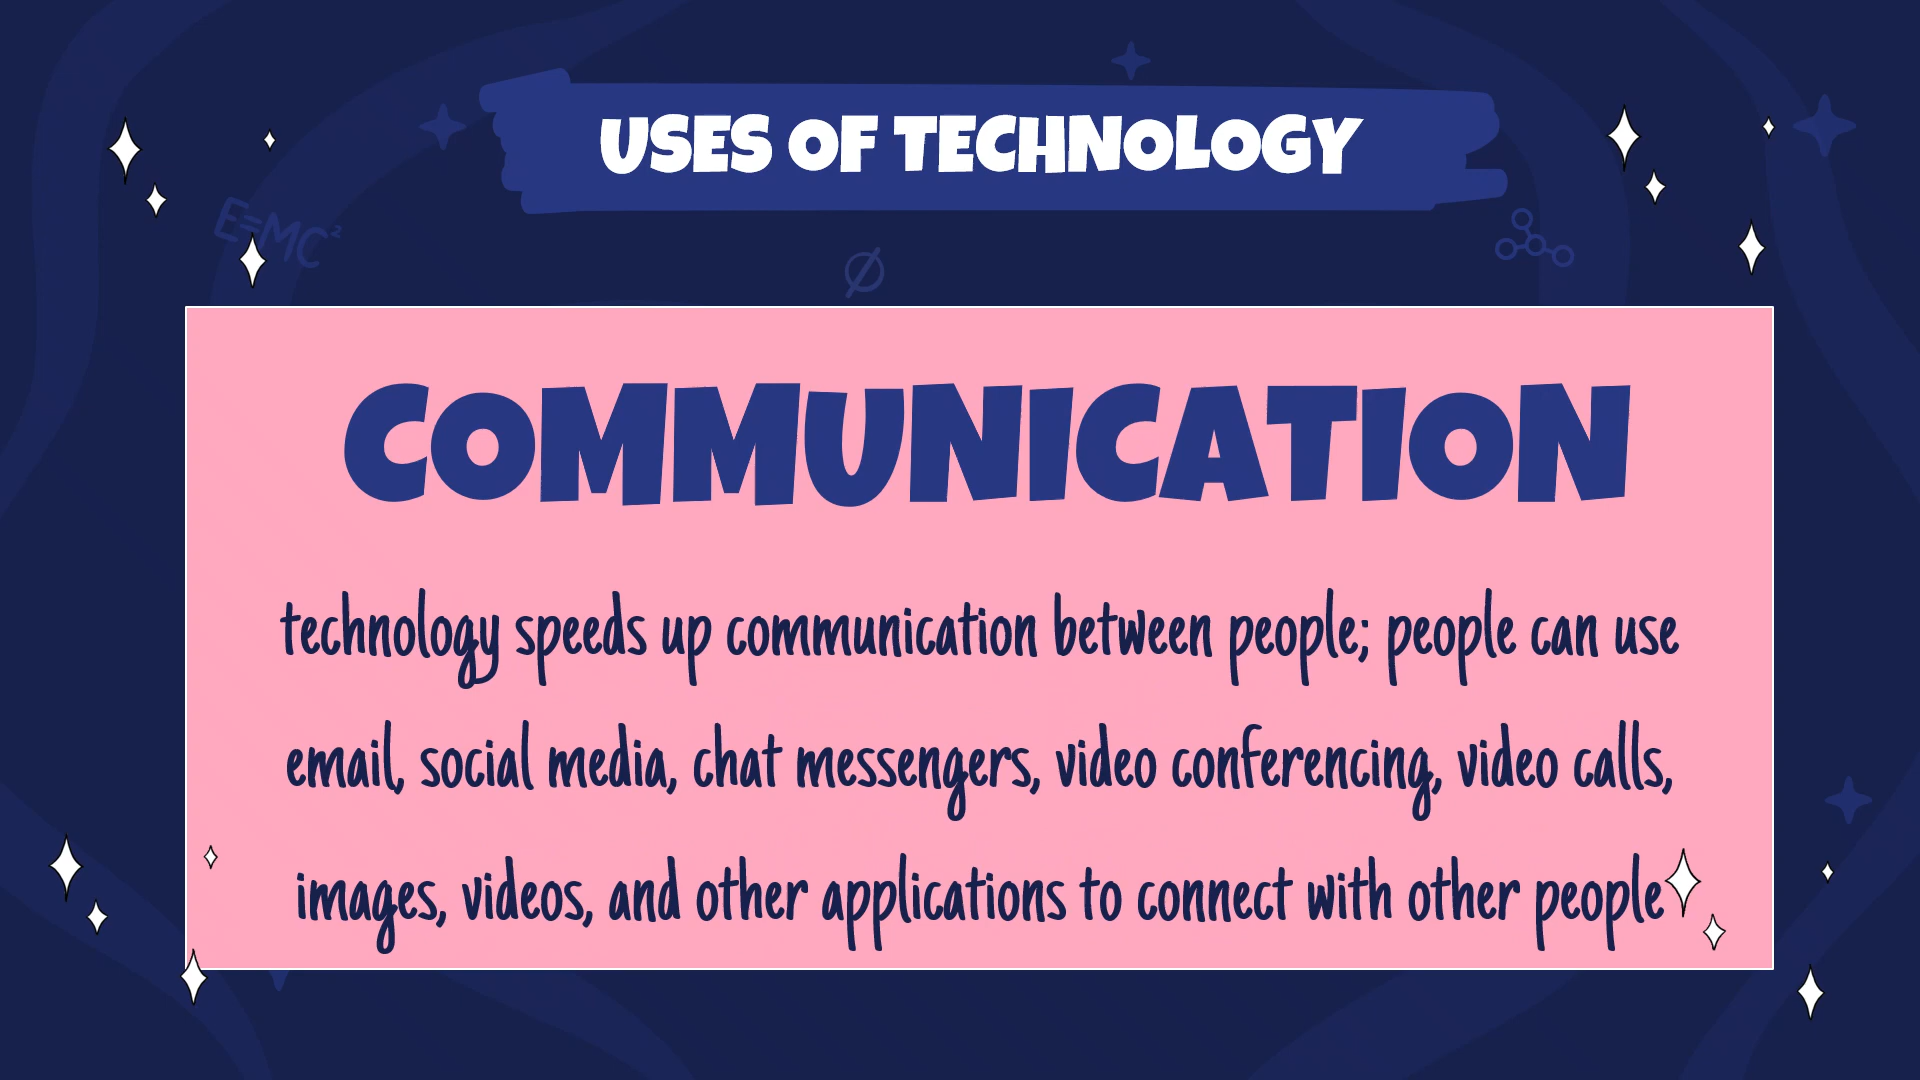 USES OF TECHNOLOGY
E=MC²
Ø
COMMUNICATION
technology speeds up communication between people; people can use
email, social media, chat messengers, video conferencing, video calls,
images, videos, and other applications to connect with other people